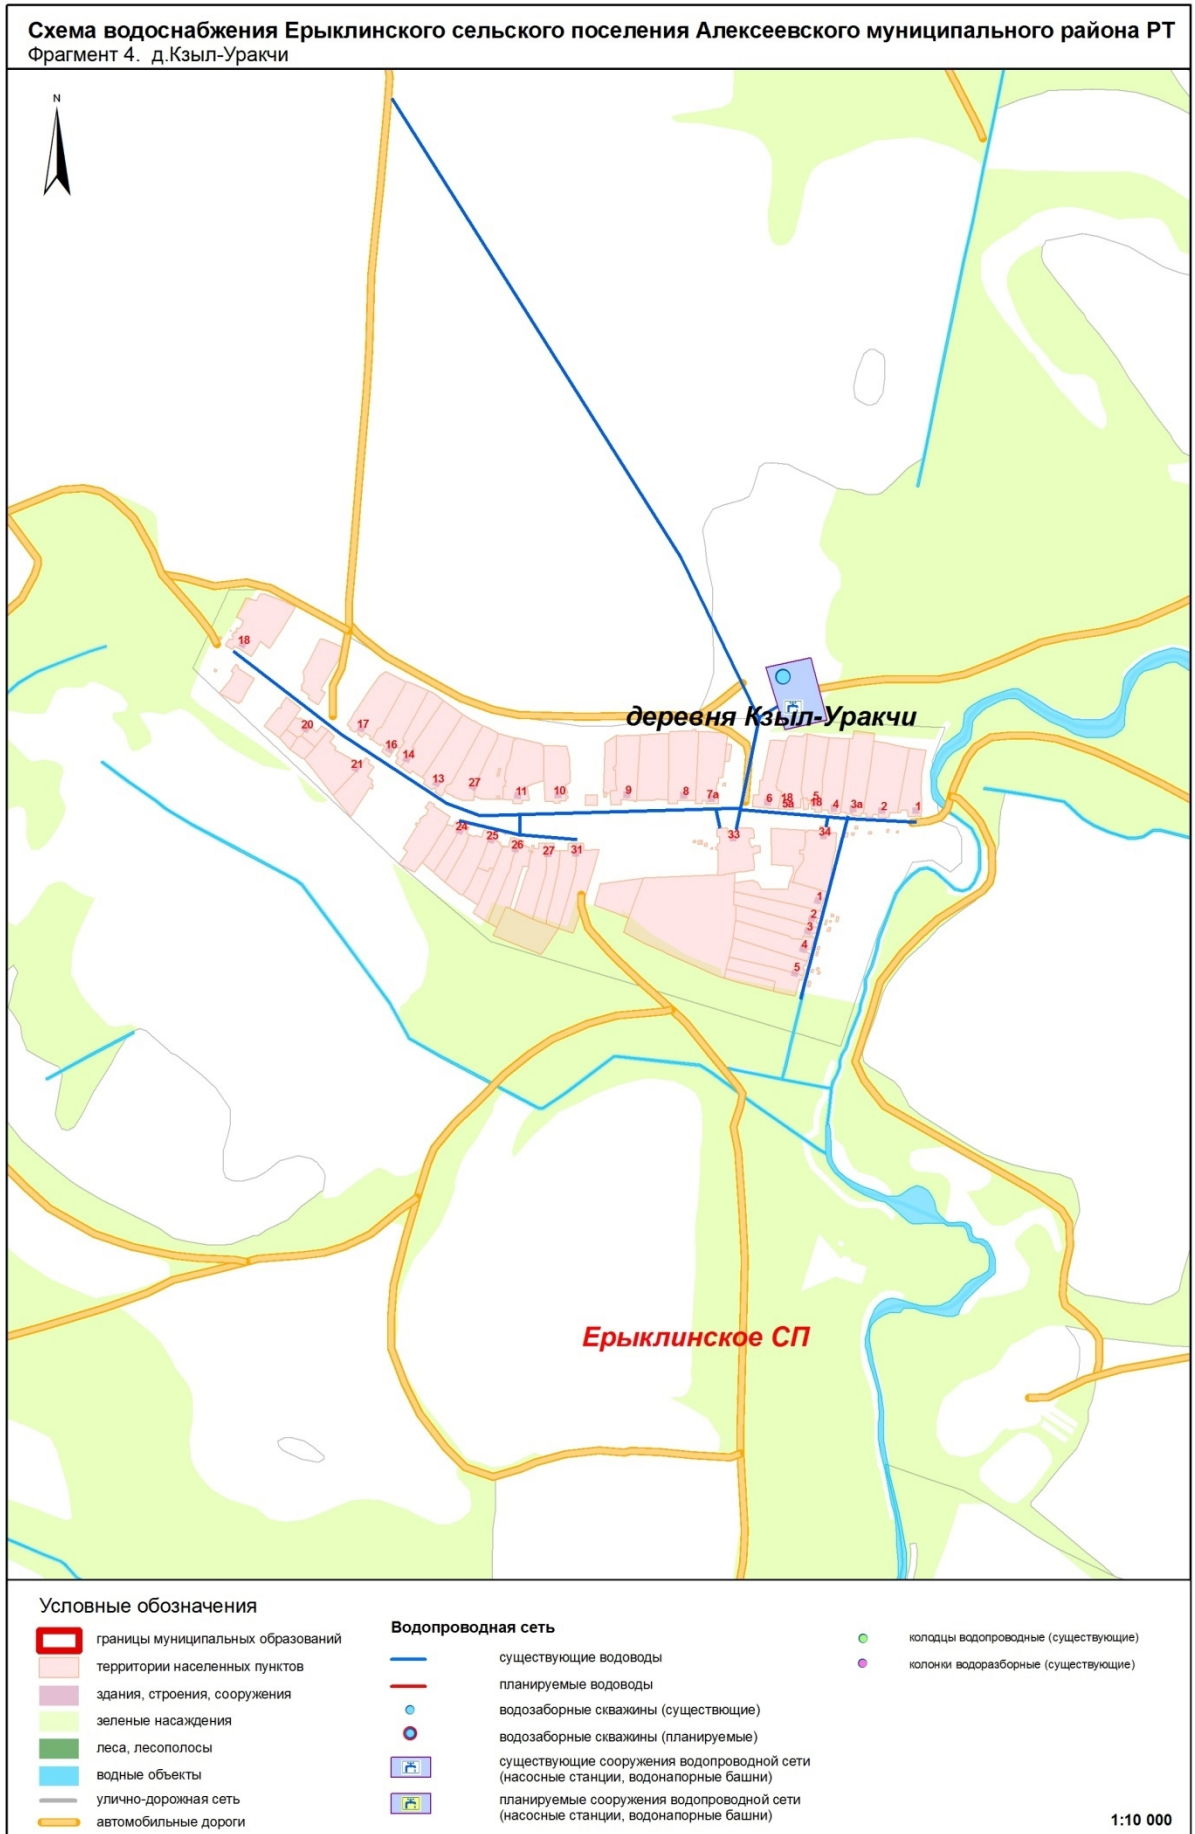 Схема водоснабжения Ерыклинского сельского поселения Алексеевского муниципального района РТ
Фрагмент 4. д.Кзыл-Уракчи
N
18
деревня Кзыл-Уракчи
20
17
16
14
21
13
27
11
10
9
8
7а
6
18
5а
5
18
4
3а
2
1
24
25
26
27
31
33
34
1
2
3
4
5
Ерыклинское СП
Условные обозначения
границы муниципальных образований
территории населенных пунктов
здания, строения, сооружения
зеленые насаждения
леса, лесополосы
водные объекты
улично-дорожная сеть
автомобильные дороги
Водопроводная сеть
существующие водоводы
планируемые водоводы
водозаборные скважины (существующие)
водозаборные скважины (планируемые)
существующие сооружения водопроводной сети
(насосные станции, водонапорные башни)
планируемые сооружения водопроводной сети
(насосные станции, водонапорные башни)
колодцы водопроводные (существующие)
колонки водоразборные (существующие)
1:10 000